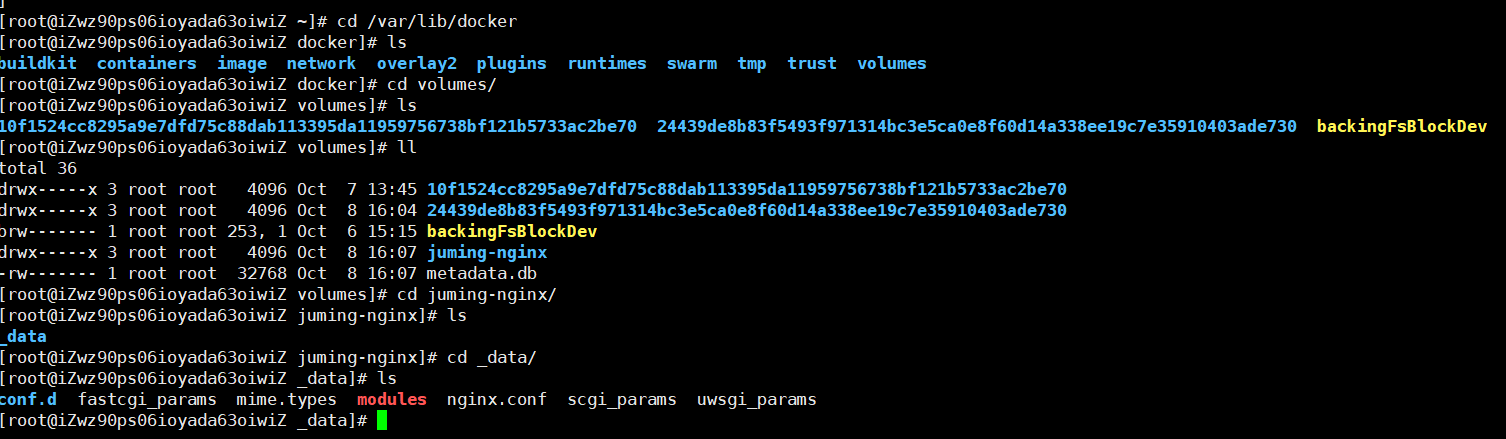 ]
[root@iZwz90ps06ioyada63oiwiZ ~]# cd /var/lib/docker
[root@iZwz90ps06ioyada63oiwiZ docker]# ls
buildkit  containers  image  network  overlay2  plugins  runtimes  swarm  tmp  trust  volumes
[root@iZwz90ps06ioyada63oiwiZ docker]# cd volumes/
[root@iZwz90ps06ioyada63oiwiZ volumes]# ls
10f1524cc8295a9e7dfd75c88dab113395da11959756738bf121b5733ac2be70  24439de8b83f5493f971314bc3e5ca0e8f60d14a338ee19c7e35910403ade730  backingFsBlockDev
[root@iZwz90ps06ioyada63oiwiZ volumes]# ll
total 36
drwx-----x 3 root root   4096 Oct  7 13:45 10f1524cc8295a9e7dfd75c88dab113395da11959756738bf121b5733ac2be70
drwx-----x 3 root root   4096 Oct  8 16:04 24439de8b83f5493f971314bc3e5ca0e8f60d14a338ee19c7e35910403ade730
brw------- 1 root root 253, 1 Oct  6 15:15 backingFsBlockDev
drwx-----x 3 root root   4096 Oct  8 16:07 juming-nginx
-rw------- 1 root root  32768 Oct  8 16:07 metadata.db
[root@iZwz90ps06ioyada63oiwiZ volumes]# cd juming-nginx/
[root@iZwz90ps06ioyada63oiwiZ juming-nginx]# ls
_data
[root@iZwz90ps06ioyada63oiwiZ juming-nginx]# cd _data/
[root@iZwz90ps06ioyada63oiwiZ _data]# ls
conf.d  fastcgi_params  mime.types  modules  nginx.conf  scgi_params  uwsgi_params
[root@iZwz90ps06ioyada63oiwiZ _data]#